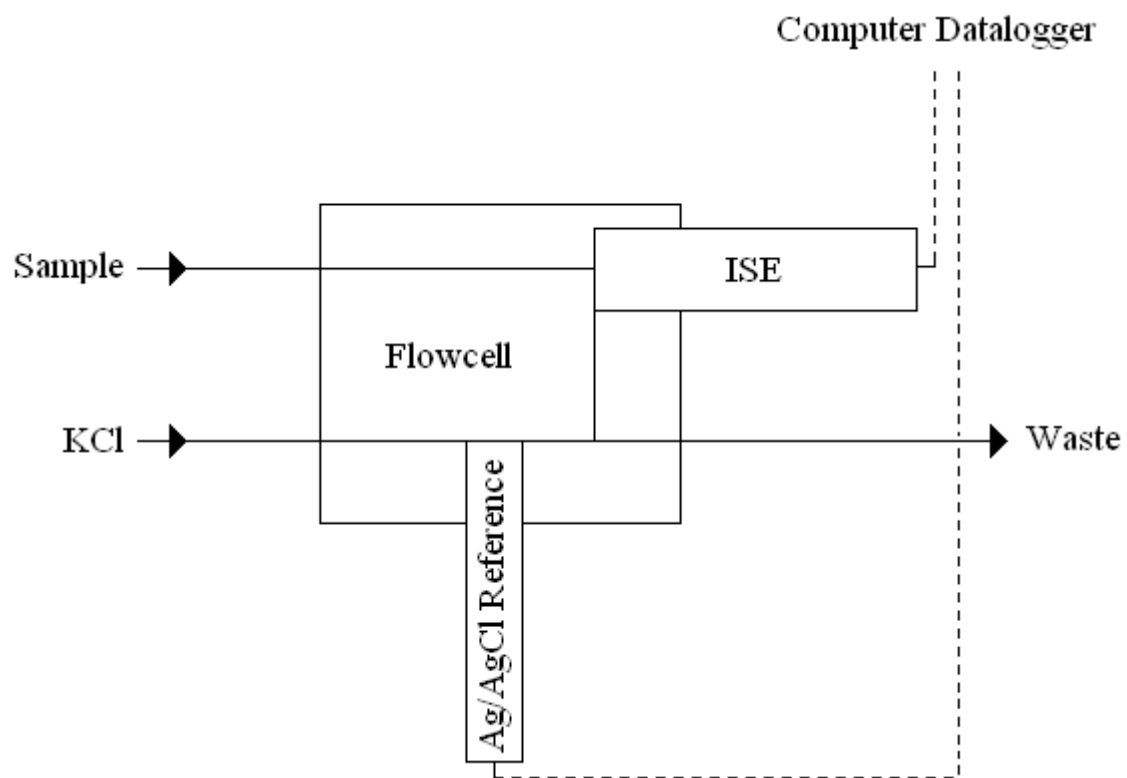 Computer Datalogger
Sample
ISE
Flowcell
KCl
Waste
Ag/AgCl Reference